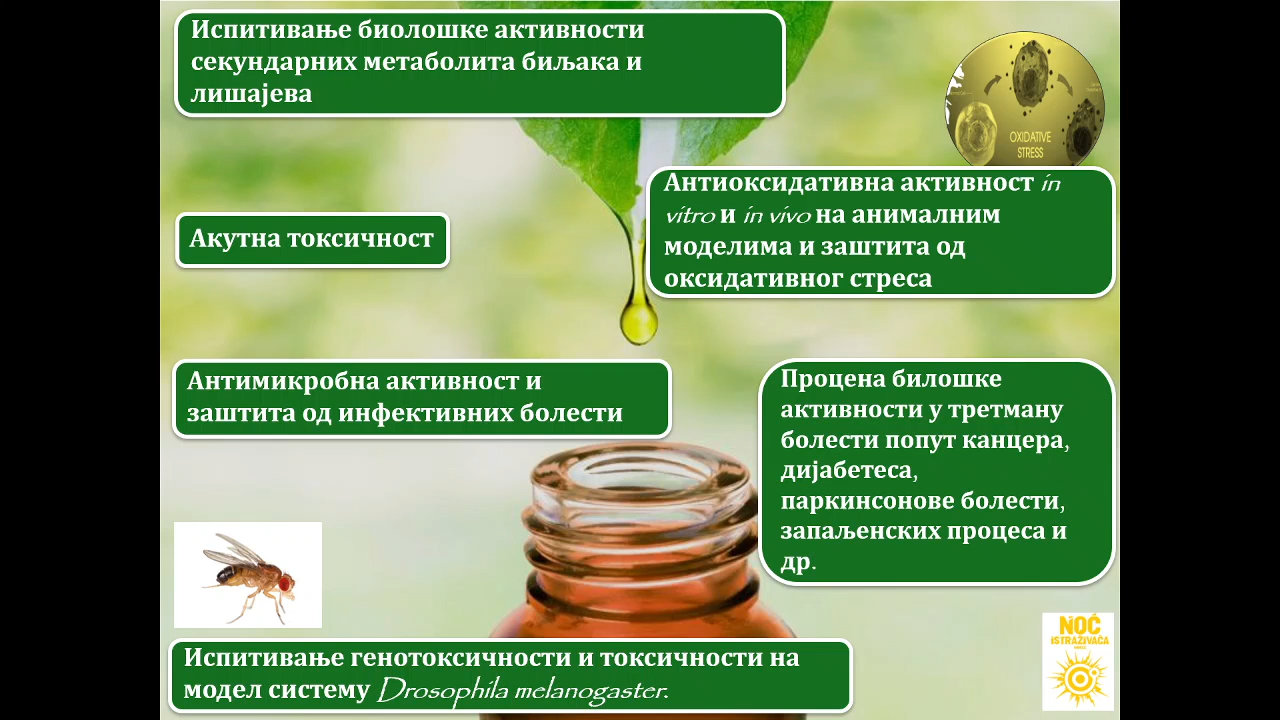 Испитивање биолошке активности
секундарних метаболита биљака и
лишајева
OXIDATIVE
STRESS
Антиоксидативна активност in
vitro и in vivo на анималним
моделима и заштита од
оксидативног стреса
Акутна токсичност
Антимикробна активност и
заштита од инфективних болести
Процена билошке
активности у третману
болести попут канцера,
дијабетеса,
паркинсонове болести,
запаљенских процеса и
др.
Испитивање генотоксичности и токсичности на
модел систему Drosophila melanogaster.
NOĆ
ISTRAŽIVAČA